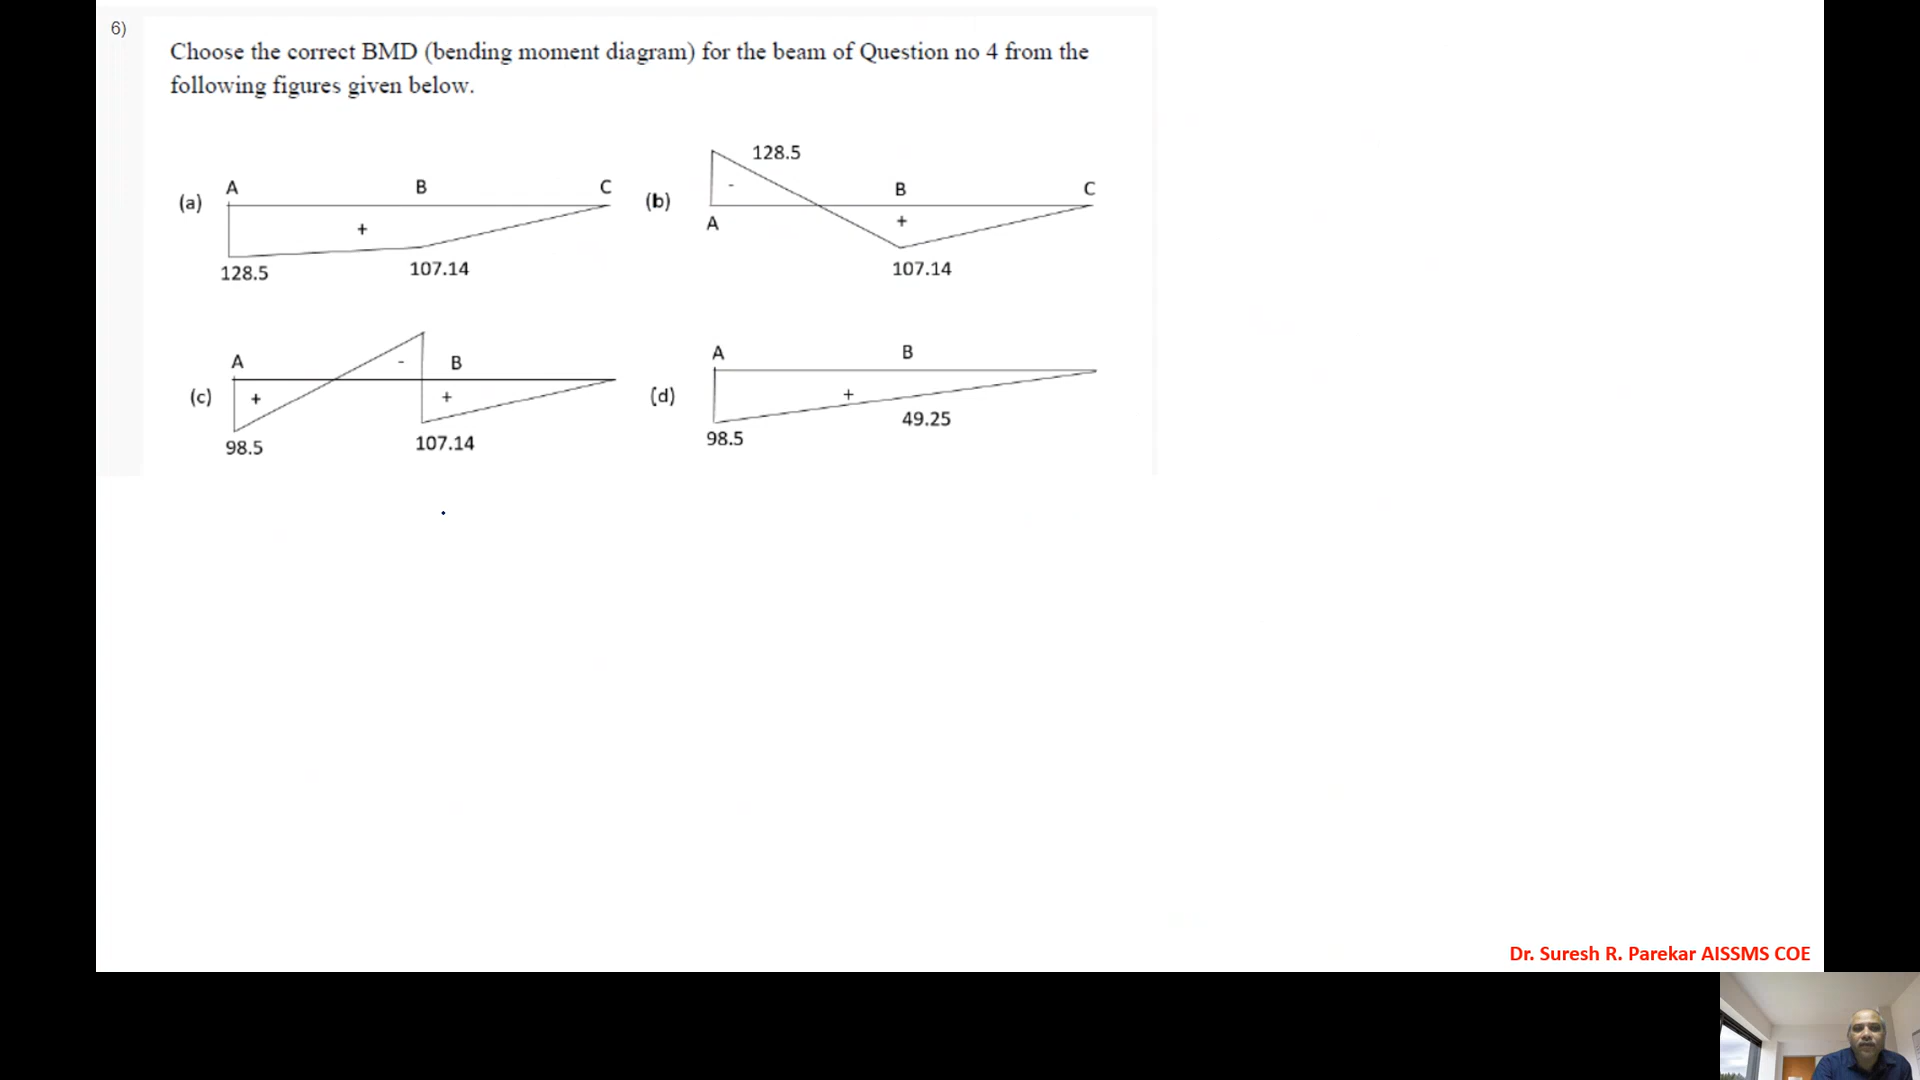 6)
Choose the correct BMD (bending moment diagram) for the beam of Question no 4 from the
following figures given below.
(a) A B C
+
128.5 107.14
(b) 128.5
- B C
A +
107.14
(c) A - B
+ +
98.5 107.14
(d) A B
+
98.5 49.25
Dr. Suresh R. Parekar AISSMS COE